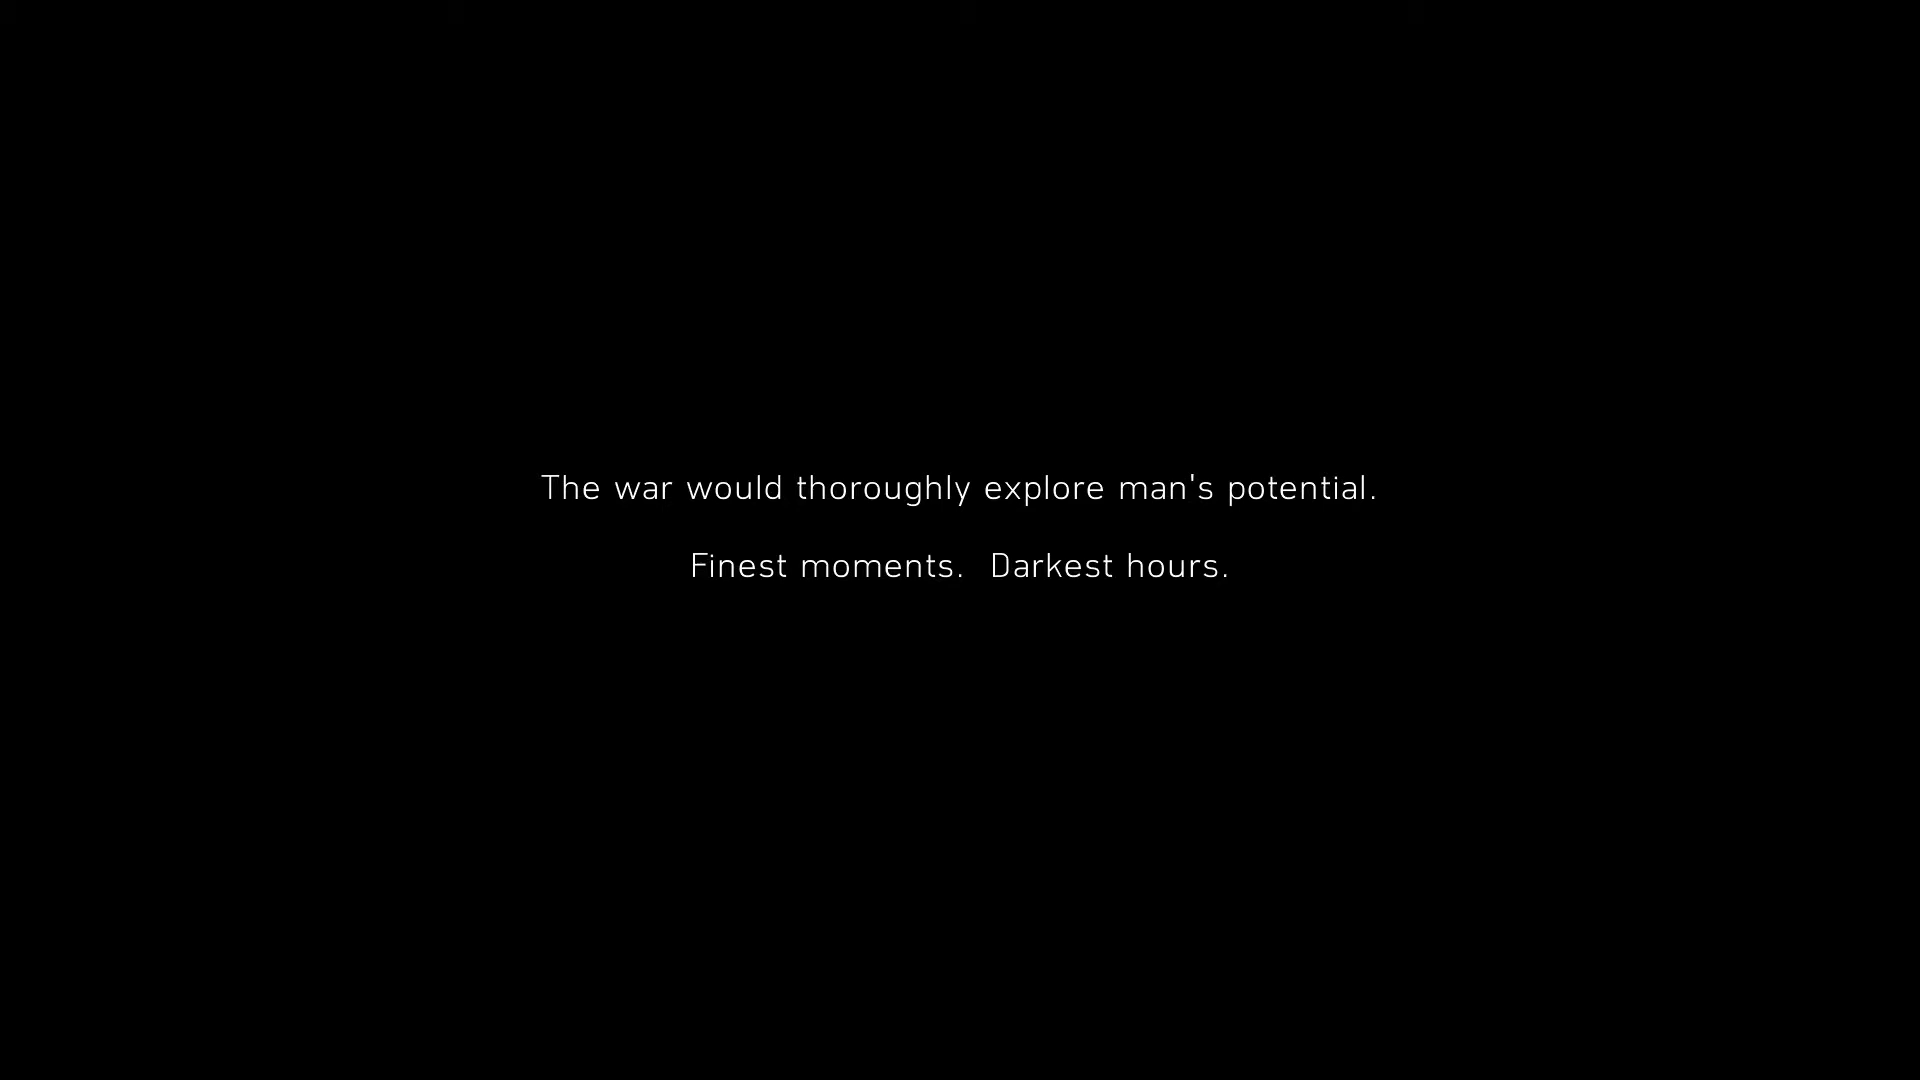 The war would thoroughly explore man's potential.
Finest moments.  Darkest hours.